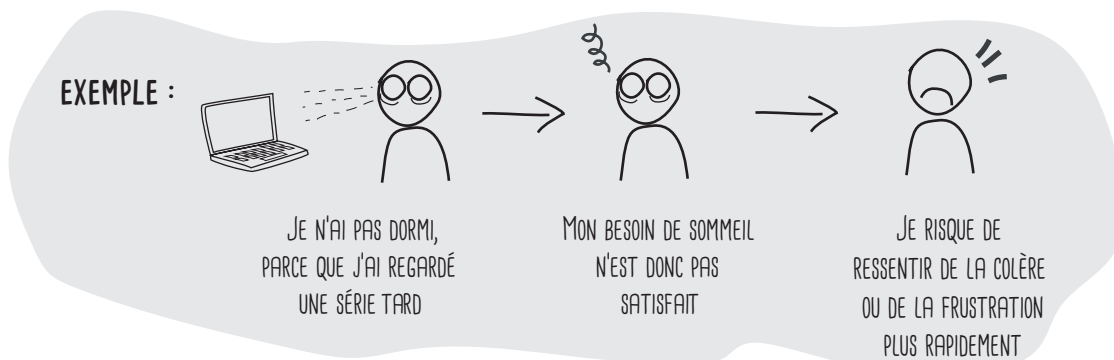 EXEMPLE :
JE N'AI PAS DORMI,
PARCE QUE J'AI REGARDÉ
UNE SÉRIE TARD
MON BESOIN DE SOMMEIL
N'EST DONC PAS
SATISFAIT
JE RISQUE DE
RESSENTIR DE LA COLÈRE
OU DE LA FRUSTRATION
PLUS RAPIDEMENT